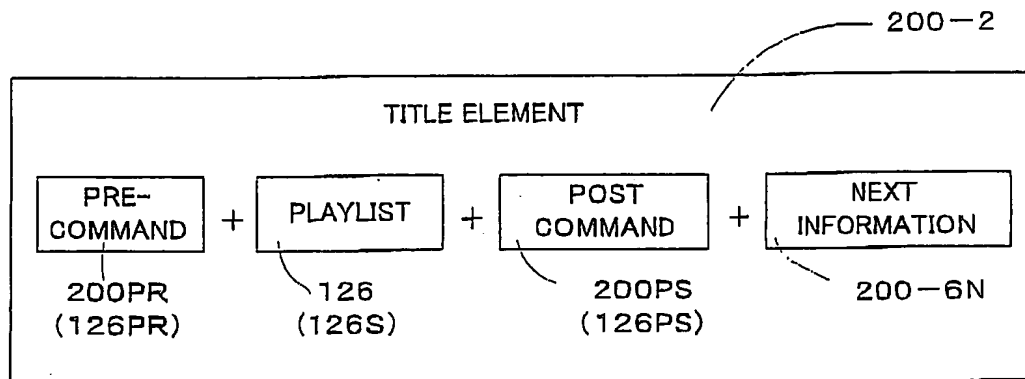 200-2
TITLE ELEMENT
PRE-
COMMAND
+
PLAYLIST
+
POST
COMMAND
+
NEXT
INFORMATION
200PR
(126PR)
126
(126S)
200PS
(126PS)
200-6N